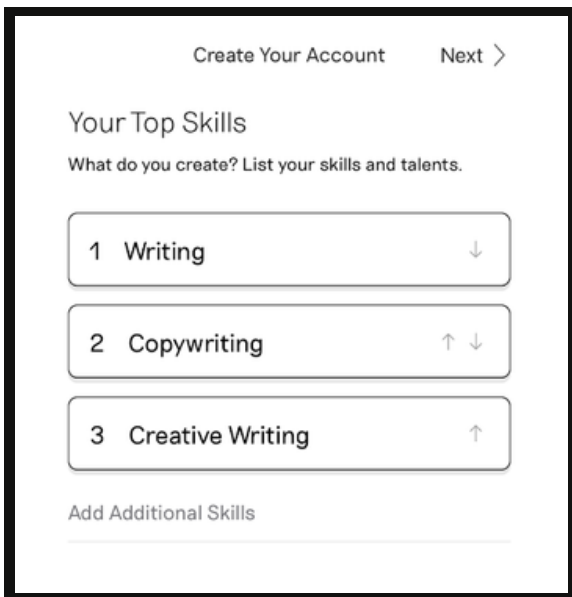 Create Your Account Next
Your Top Skills
What do you create? List your skills and talents.
1 Writing ↓
2 Copywriting ↑ ↓
3 Creative Writing ↑
Add Additional Skills